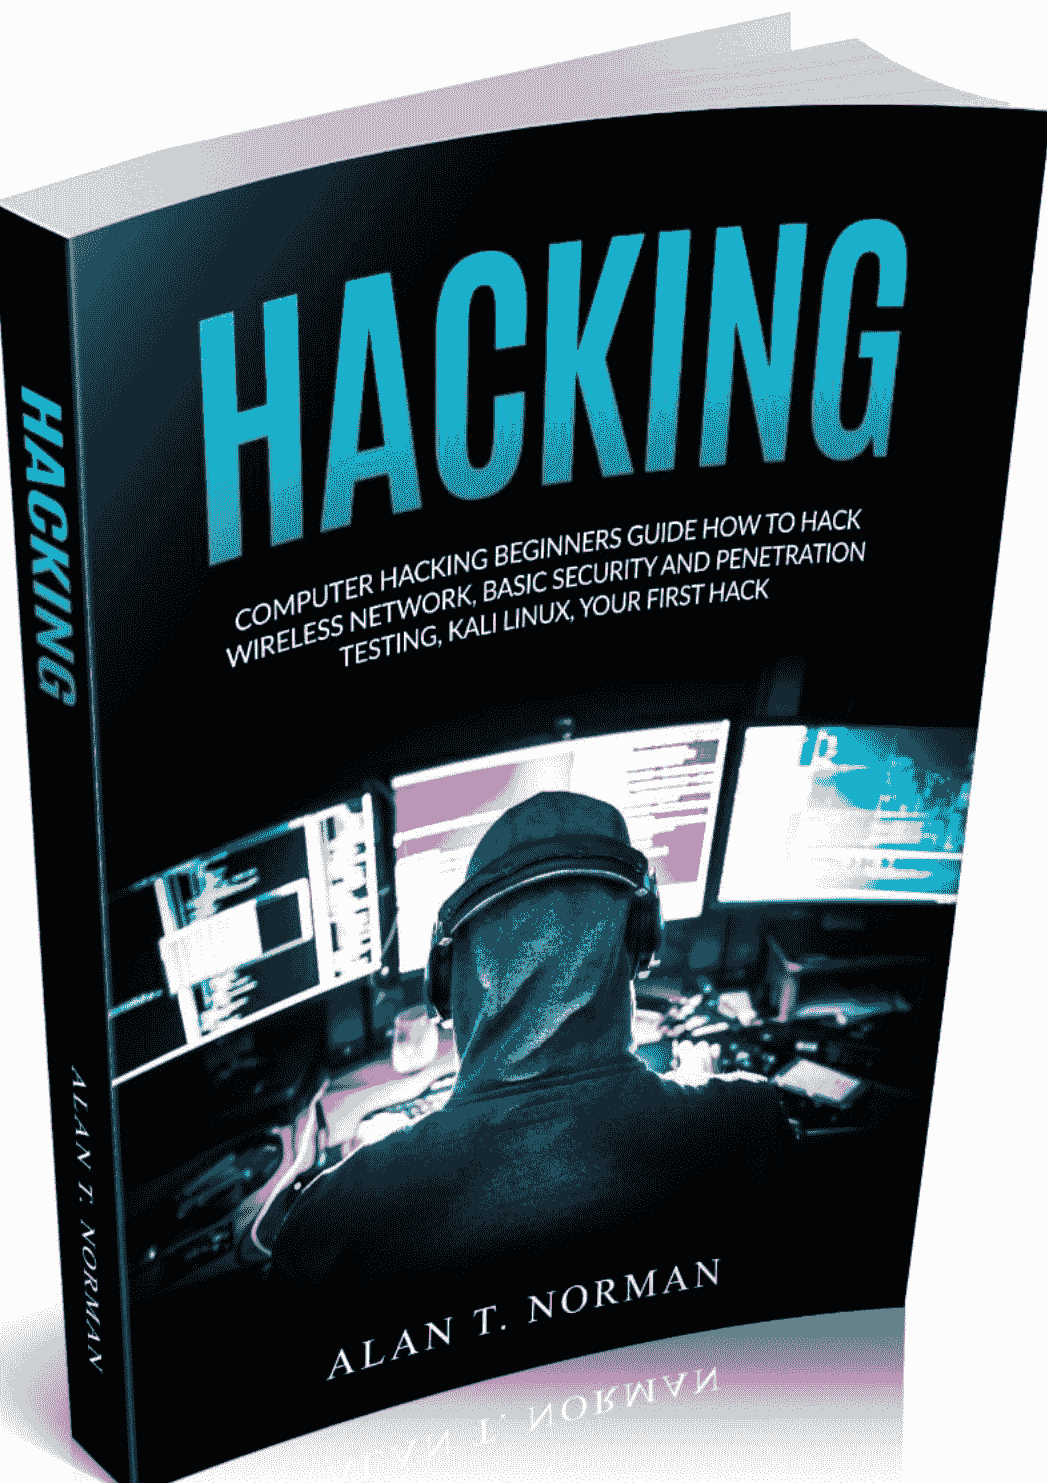 HACKING
COMPUTER HACKING BEGINNERS GUIDE HOW TO HACK
WIRELESS NETWORK, BASIC SECURITY AND PENETRATION
TESTING, KALI LINUX, YOUR FIRST HACK
ALAN T. NORMAN
HACKING
ALAN T. NORMAN